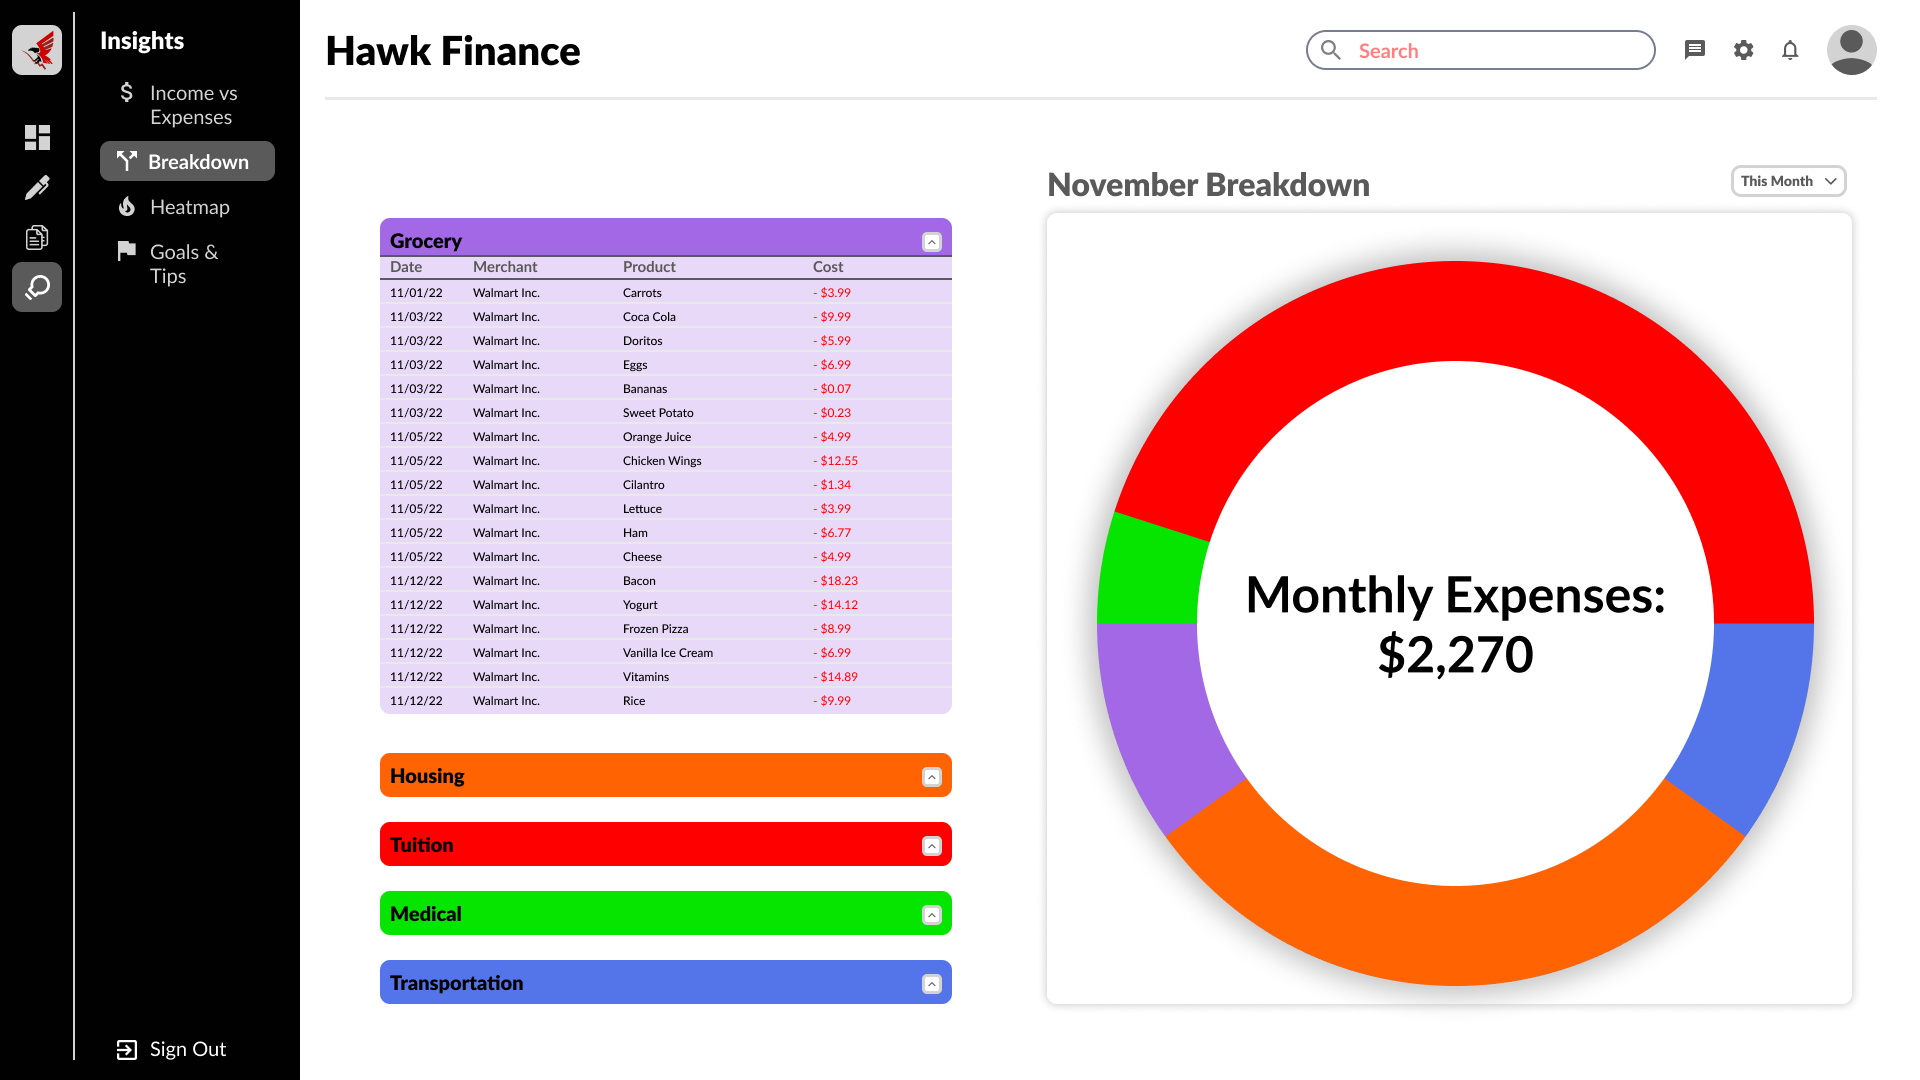 Insights
Income vs
Expenses
Breakdown
Heatmap
Goals &
Tips
Sign Out
Hawk Finance
Search
Grocery
Date Merchant Product Cost
11/01/22 Walmart Inc. Carrots - $3.99
11/03/22 Walmart Inc. Coca Cola - $9.99
11/03/22 Walmart Inc. Doritos - $5.99
11/03/22 Walmart Inc. Eggs - $6.99
11/03/22 Walmart Inc. Bananas - $0.07
11/03/22 Walmart Inc. Sweet Potato - $0.23
11/05/22 Walmart Inc. Orange Juice - $4.99
11/05/22 Walmart Inc. Chicken Wings - $12.55
11/05/22 Walmart Inc. Cilantro - $1.34
11/05/22 Walmart Inc. Lettuce - $3.99
11/05/22 Walmart Inc. Ham - $6.77
11/05/22 Walmart Inc. Cheese - $4.99
11/12/22 Walmart Inc. Bacon - $18.23
11/12/22 Walmart Inc. Yogurt - $14.12
11/12/22 Walmart Inc. Frozen Pizza - $8.99
11/12/22 Walmart Inc. Vanilla Ice Cream - $6.99
11/12/22 Walmart Inc. Vitamins - $14.89
11/12/22 Walmart Inc. Rice - $9.99
Housing
Tuition
Medical
Transportation
November Breakdown
This Month
Monthly Expenses:
$2,270